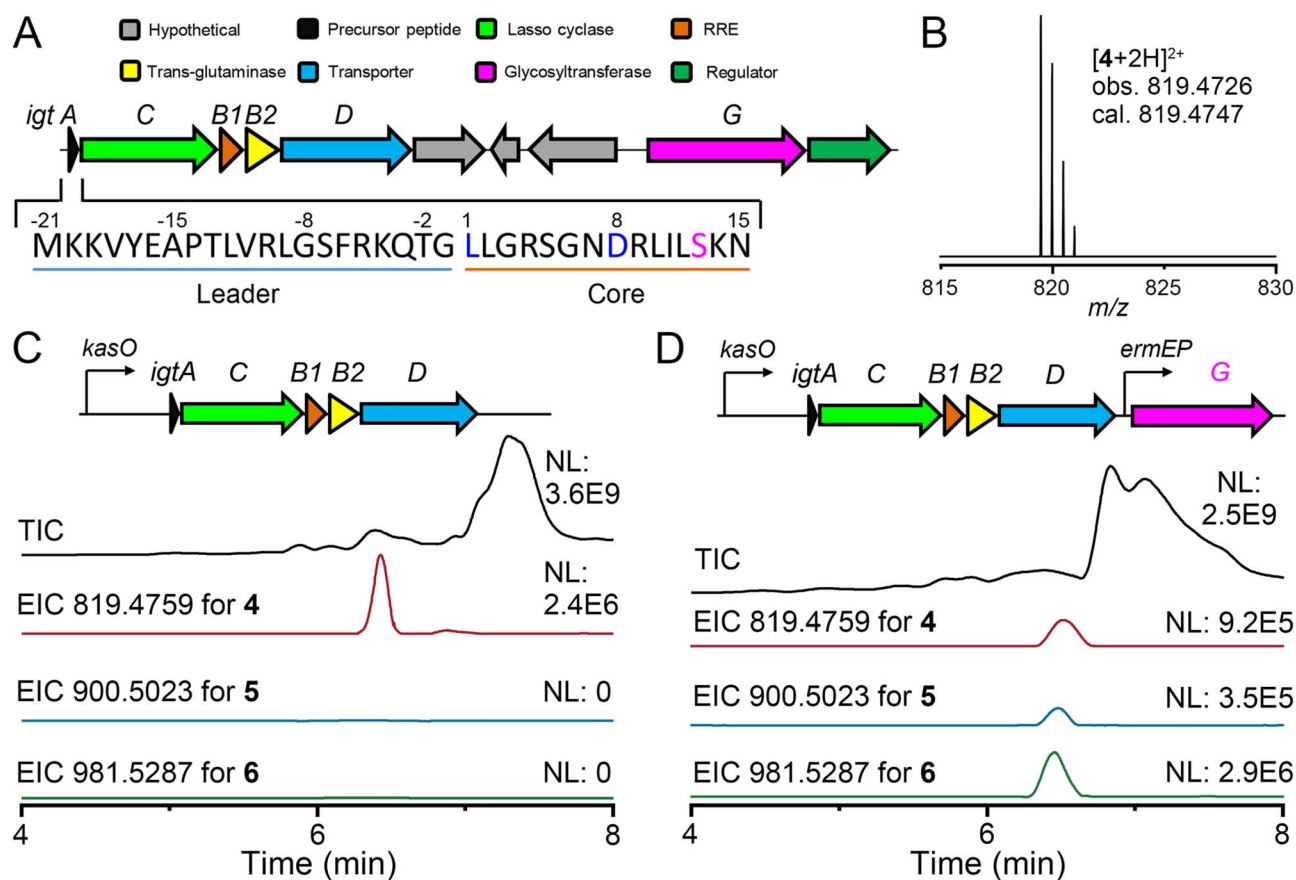 A
Hypothetical Precursor peptide Lasso cyclase RRE
Trans-glutaminase Transporter Glycosyltransferase Regulator
igt A C B1 B2 D G
-21 -15 -8 -2 1 8 15
MKKVYEAPTLVRLGSFRKQTG LLGRSGNDRLILSKN
Leader Core
B
[4+2H]2+
obs. 819.4726
cal. 819.4747
815 820 825 830
m/z
C
kasO
igtA C B1 B2 D
NL:
3.6E9
TIC
NL:
2.4E6
EIC 819.4759 for 4
EIC 900.5023 for 5 NL: 0
EIC 981.5287 for 6 NL: 0
4 6 8
Time (min)
D
kasO ermEP
igtA C B1 B2 D G
NL:
2.5E9
TIC
EIC 819.4759 for 4 NL: 9.2E5
EIC 900.5023 for 5 NL: 3.5E5
EIC 981.5287 for 6 NL: 2.9E6
4 6 8
Time (min)